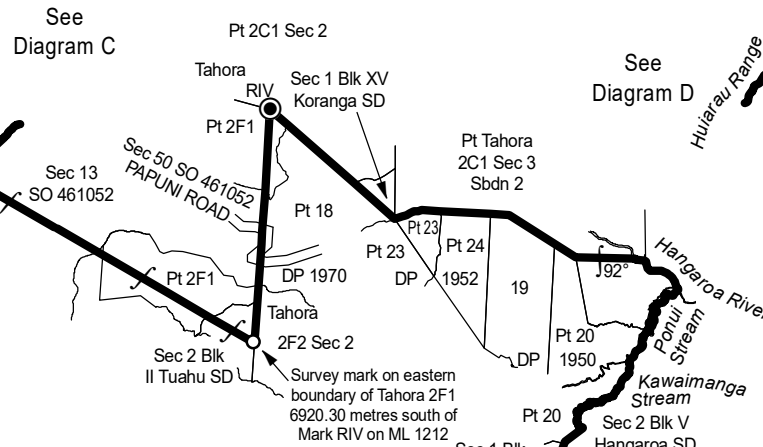 See
Diagram C
Pt 2C1 Sec 2
Tahora
RIV
Sec 1 Blk XV
Koranga SD
See
Diagram D
Huiarau Range
Pt 2F1
Pt Tahora
2C1 Sec 3
Sbdn 2
Sec 50 SO 461052
PAPUNI ROAD
Sec 13
SO 461052
Pt 18
Pt 23
Pt 23
Pt 24
DP
1952
19
92°
Hangaroa River
Pt 2F1
DP 1970
Tahora
2F2 Sec 2
Ponui
Stream
Pt 20
DP
1950
Sec 2 Blk
II Tuahu SD
Survey mark on eastern
boundary of Tahora 2F1
6920.30 metres south of
Mark RIV on ML 1212
Kawaimanga
Stream
Pt 20
Sec 2 Blk V
Hangaroa SD
Sec 1 Blk